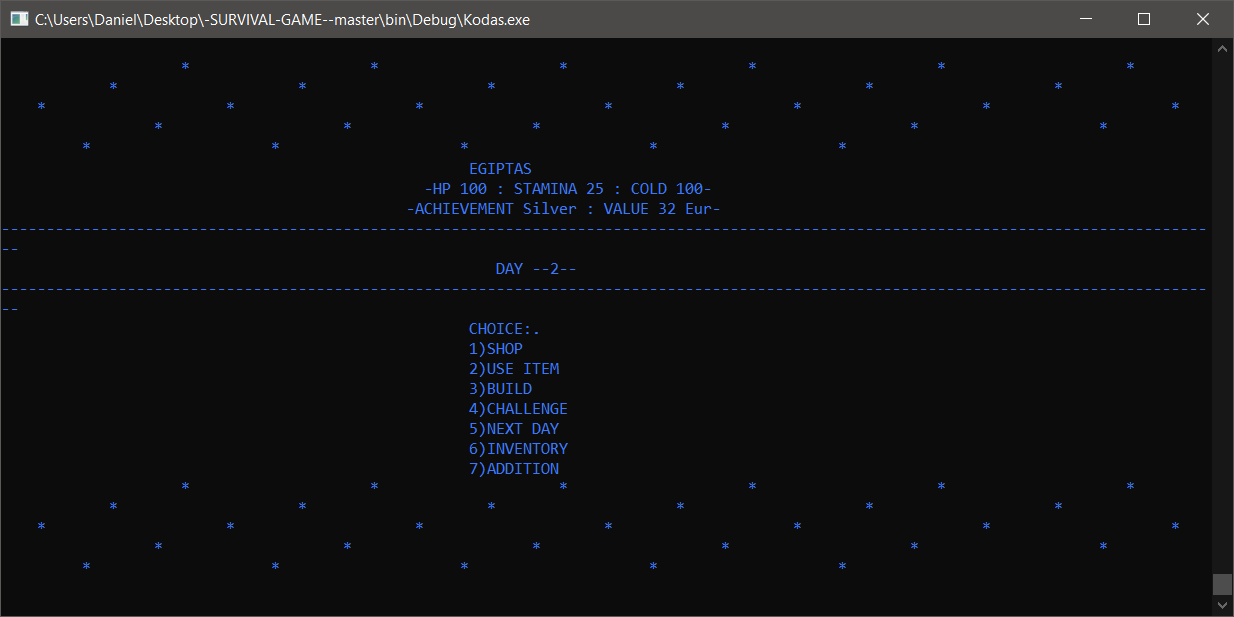 C:\Users\Daniel\Desktop\-SURVIVAL-GAME--master\bin\Debug\Kodas.exe
* * * * * *
* * * * * *
* * * * * * *
* * * * * *
* * * * *
EGIPTAS
-HP 100 : STAMINA 25 : COLD 100-
-ACHIEVEMENT Silver : VALUE 32 Eur-
--------------------------------------------------------------------------------------------------------------------------------------
--
DAY --2--
--------------------------------------------------------------------------------------------------------------------------------------
--
CHOICE:.
1)SHOP
2)USE ITEM
3)BUILD
4)CHALLENGE
5)NEXT DAY
6)INVENTORY
7)ADDITION
* * * * * *
* * * * * *
* * * * * * *
* * * * * *
* * * * *